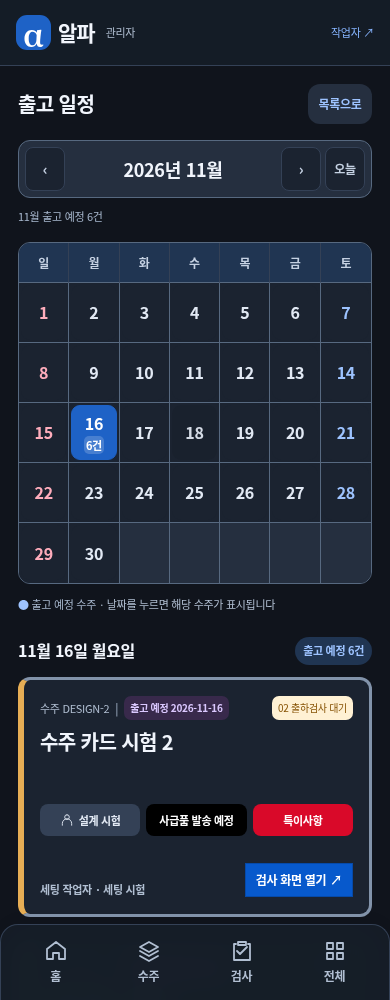 α 알파 관리자 작업자 ↗
출고 일정 목록으로
‹ 2026년 11월 › 오늘
11월 출고 예정 6건
일 월 화 수 목 금 토
1 2 3 4 5 6 7
8 9 10 11 12 13 14
15 16 17 18 19 20 21
6건
22 23 24 25 26 27 28
29 30
출고 예정 수주 · 날짜를 누르면 해당 수주가 표시됩니다
11월 16일 월요일 출고 예정 6건
수주 DESIGN-2 | 출고 예정 2026-11-16 02 출하검사 대기
수주 카드 시험 2
설계 시험 사급품 발송 예정 특이사항
세팅 작업자 · 세팅 시험 검사 화면 열기 ↗
홈 수주 검사 전체